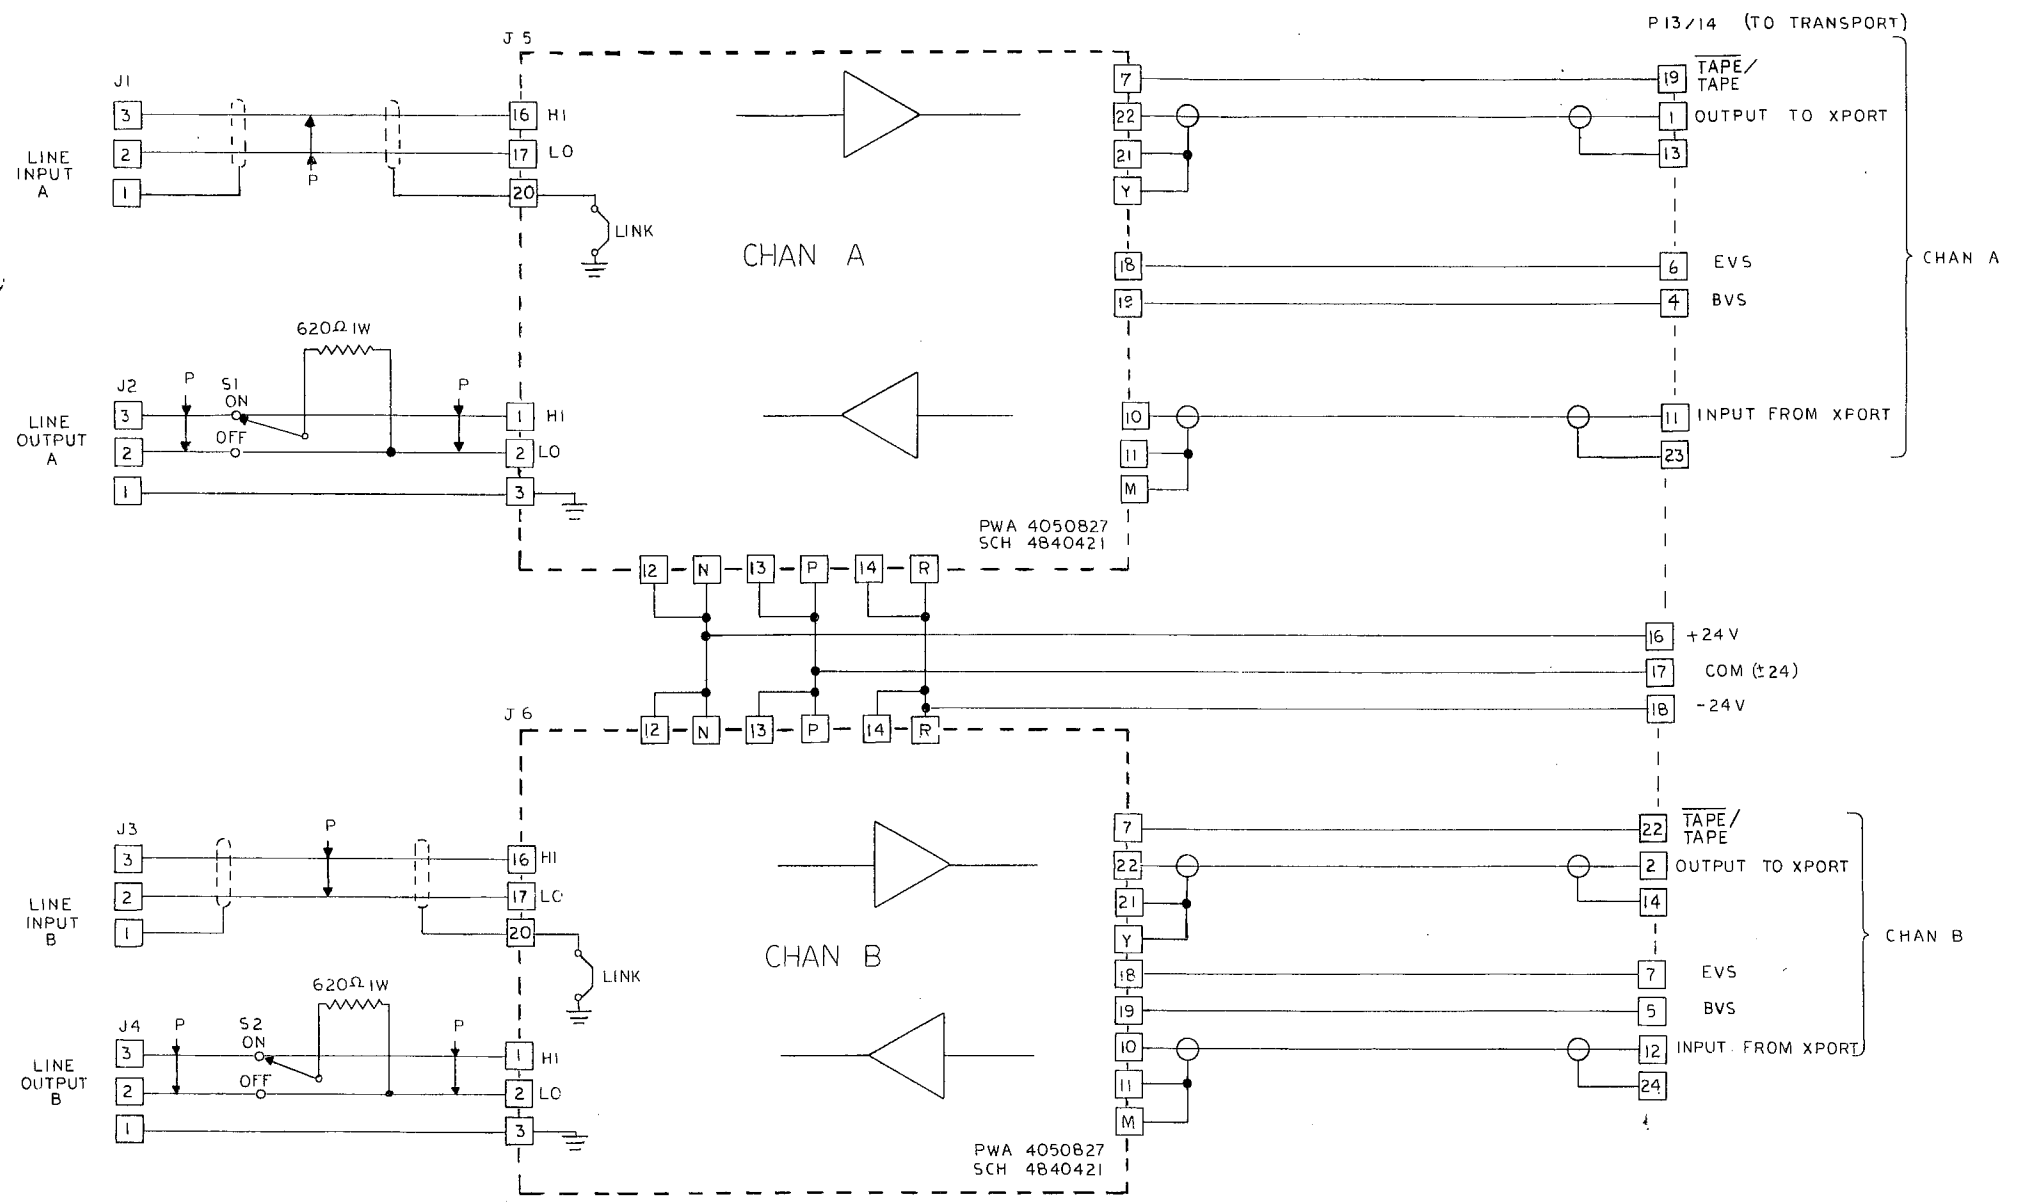 P13/14 (TO TRANSPORT)
J5
J1
3
2
1
LINE
INPUT
A
P
16 HI
17 LO
20
LINK
CHAN A
7
22
21
Y
18
19
10
11
M
19 TAPE/
TAPE
1 OUTPUT TO XPORT
13
6 EVS
4 BVS
11 INPUT FROM XPORT
23
CHAN A
620Ω 1W
J2
P
S1
ON
OFF
P
3
2
1
LINE
OUTPUT
A
1 HI
2 LO
3
PWA 4050827
SCH 4840421
12 N 13 P 14 R
16 +24V
17 COM (±24)
18 -24V
J6
12 N 13 P 14 R
J3
3
2
1
LINE
INPUT
B
P
16 HI
17 LO
20
LINK
CHAN B
7
22
21
Y
18
19
10
11
M
22 TAPE/
TAPE
2 OUTPUT TO XPORT
14
7 EVS
5 BVS
12 INPUT FROM XPORT
24
CHAN B
620Ω 1W
J4
P
S2
ON
OFF
P
3
2
1
LINE
OUTPUT
B
1 HI
2 LO
3
PWA 4050827
SCH 4840421